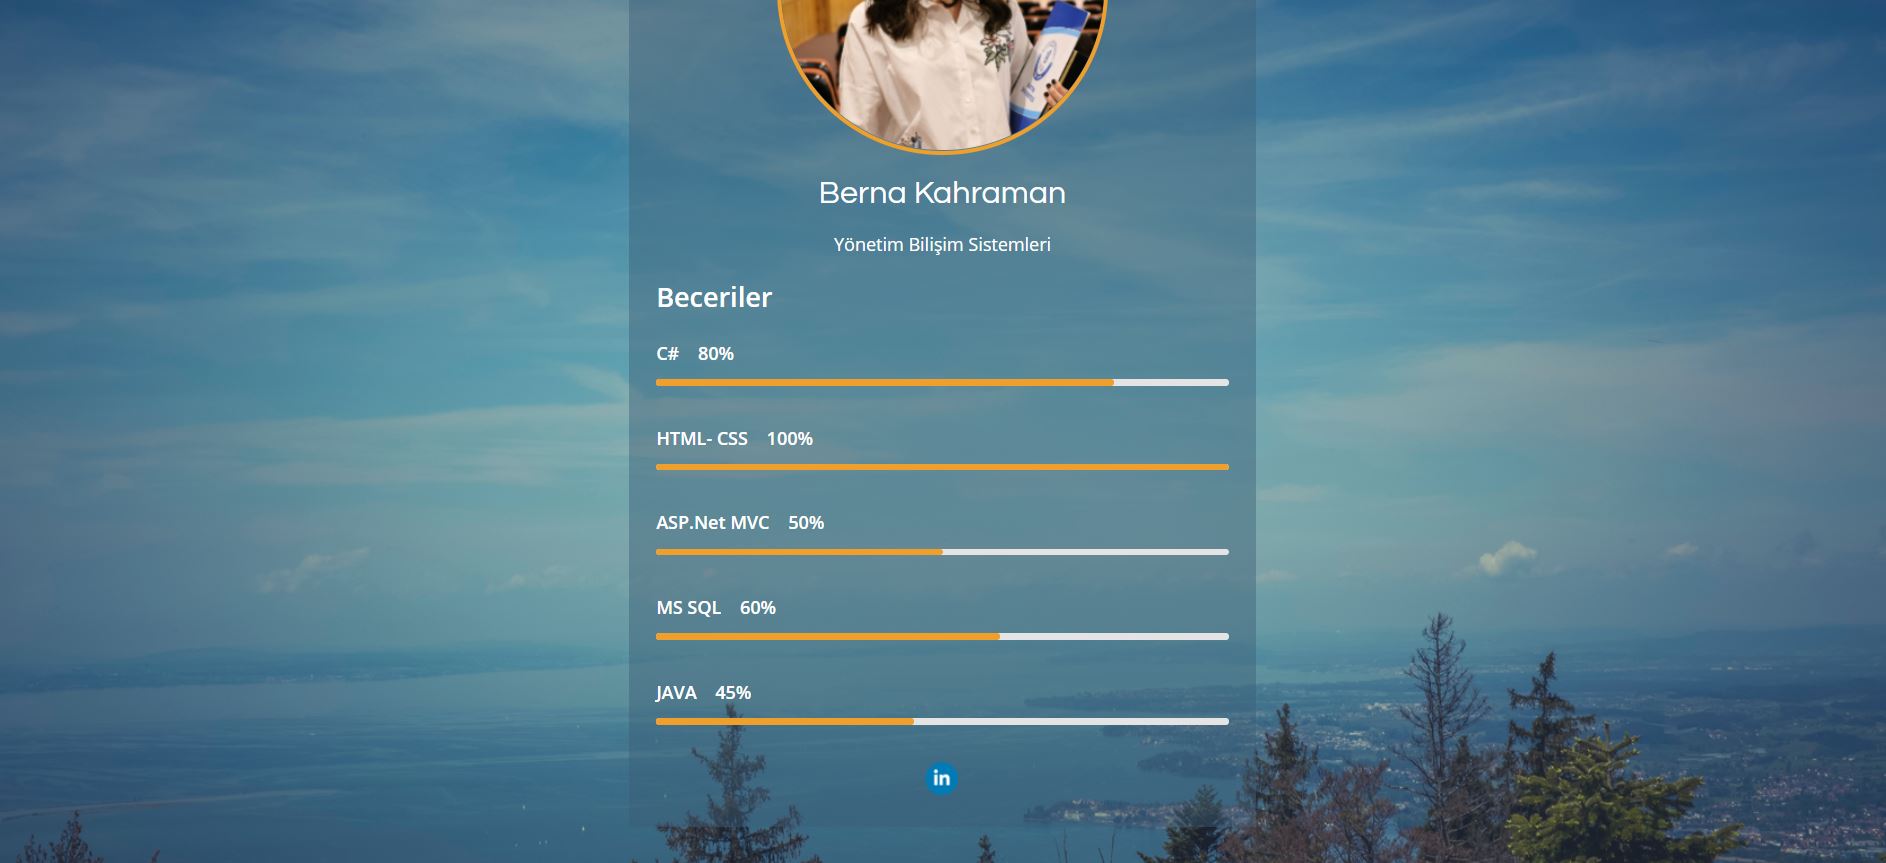 Berna Kahraman
Yönetim Bilişim Sistemleri
Beceriler
C# 80%
HTML- CSS 100%
ASP.Net MVC 50%
MS SQL 60%
JAVA 45%
in